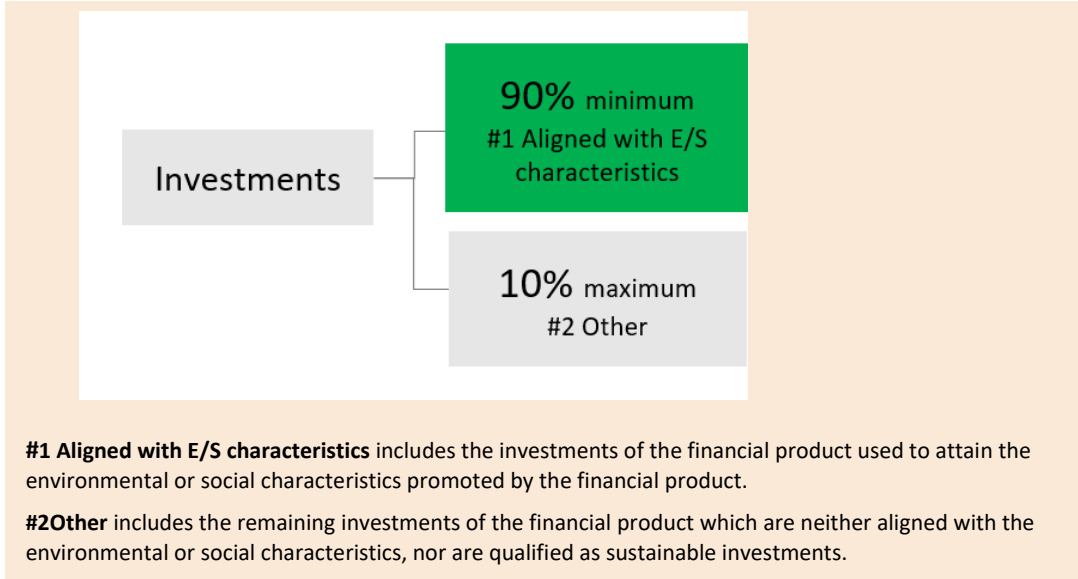 Investments
90% minimum
#1 Aligned with E/S
characteristics
10% maximum
#2 Other
#1 Aligned with E/S characteristics includes the investments of the financial product used to attain the
environmental or social characteristics promoted by the financial product.
#2Other includes the remaining investments of the financial product which are neither aligned with the
environmental or social characteristics, nor are qualified as sustainable investments.